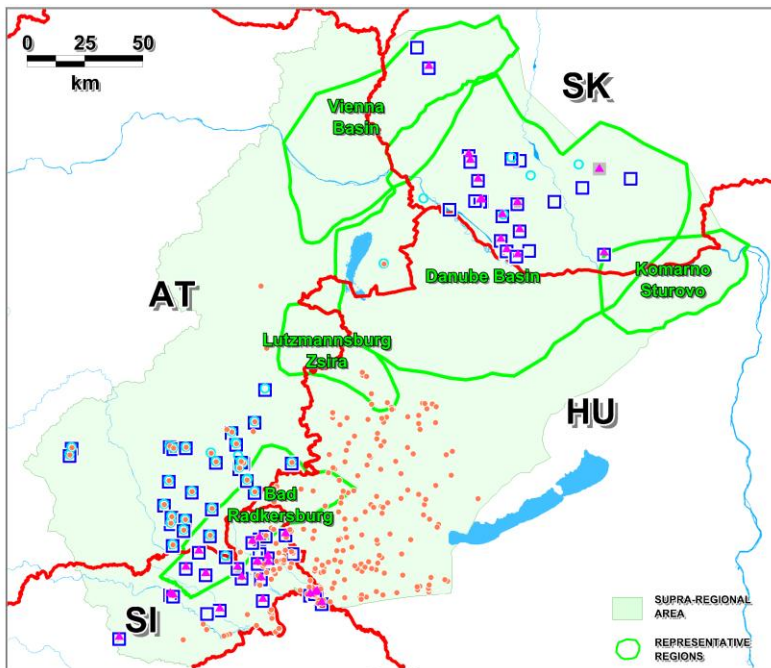 0 25 50
km
SK
Vienna
Basin
AT
Danube Basin
Komarno
Sturovo
Lutzmannsburg
Zsira
HU
Bad
Radkersburg
SI
SUPRA-REGIONAL
AREA
REPRESENTATIVE
REGIONS